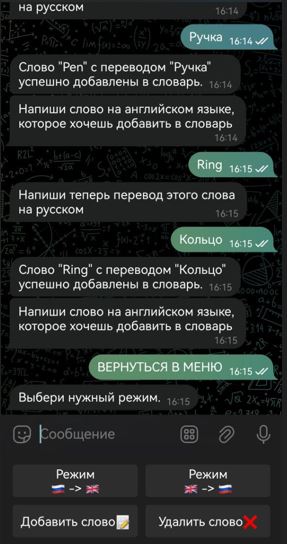 на русском
16:14
Ручка 16:14
Слово "Pen" с переводом "Ручка"
успешно добавлены в словарь. 16:14
Напиши слово на английском языке,
которое хочешь добавить в словарь
16:14
Ring 16:15
Напиши теперь перевод этого слова
на русском 16:15
Кольцо 16:15
Слово "Ring" с переводом "Кольцо"
успешно добавлены в словарь. 16:15
Напиши слово на английском языке,
которое хочешь добавить в словарь
16:15
ВЕРНУТЬСЯ В МЕНЮ 16:15
Выбери нужный режим. 16:15
Сообщение
Режим
🇷🇺 -> 🇬🇧
Режим
🇬🇧 -> 🇷🇺
Добавить слово📝
Удалить слово❌